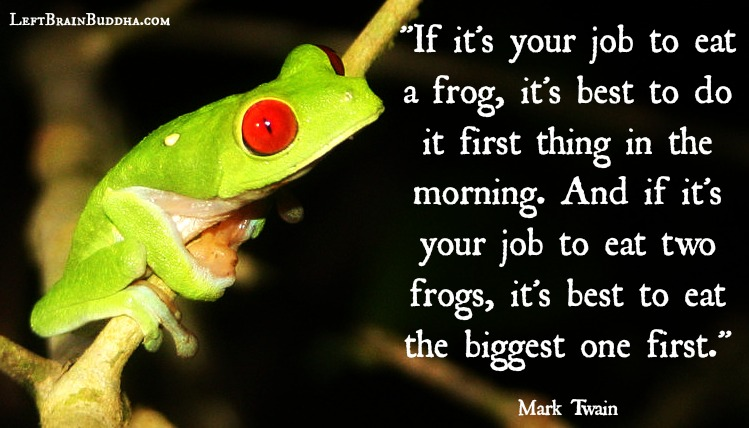 LeftBrainBuddha.com
"If it's your job to eat
a frog, it's best to do
it first thing in the
morning. And if it's
your job to eat two
frogs, it's best to eat
the biggest one first."
Mark Twain